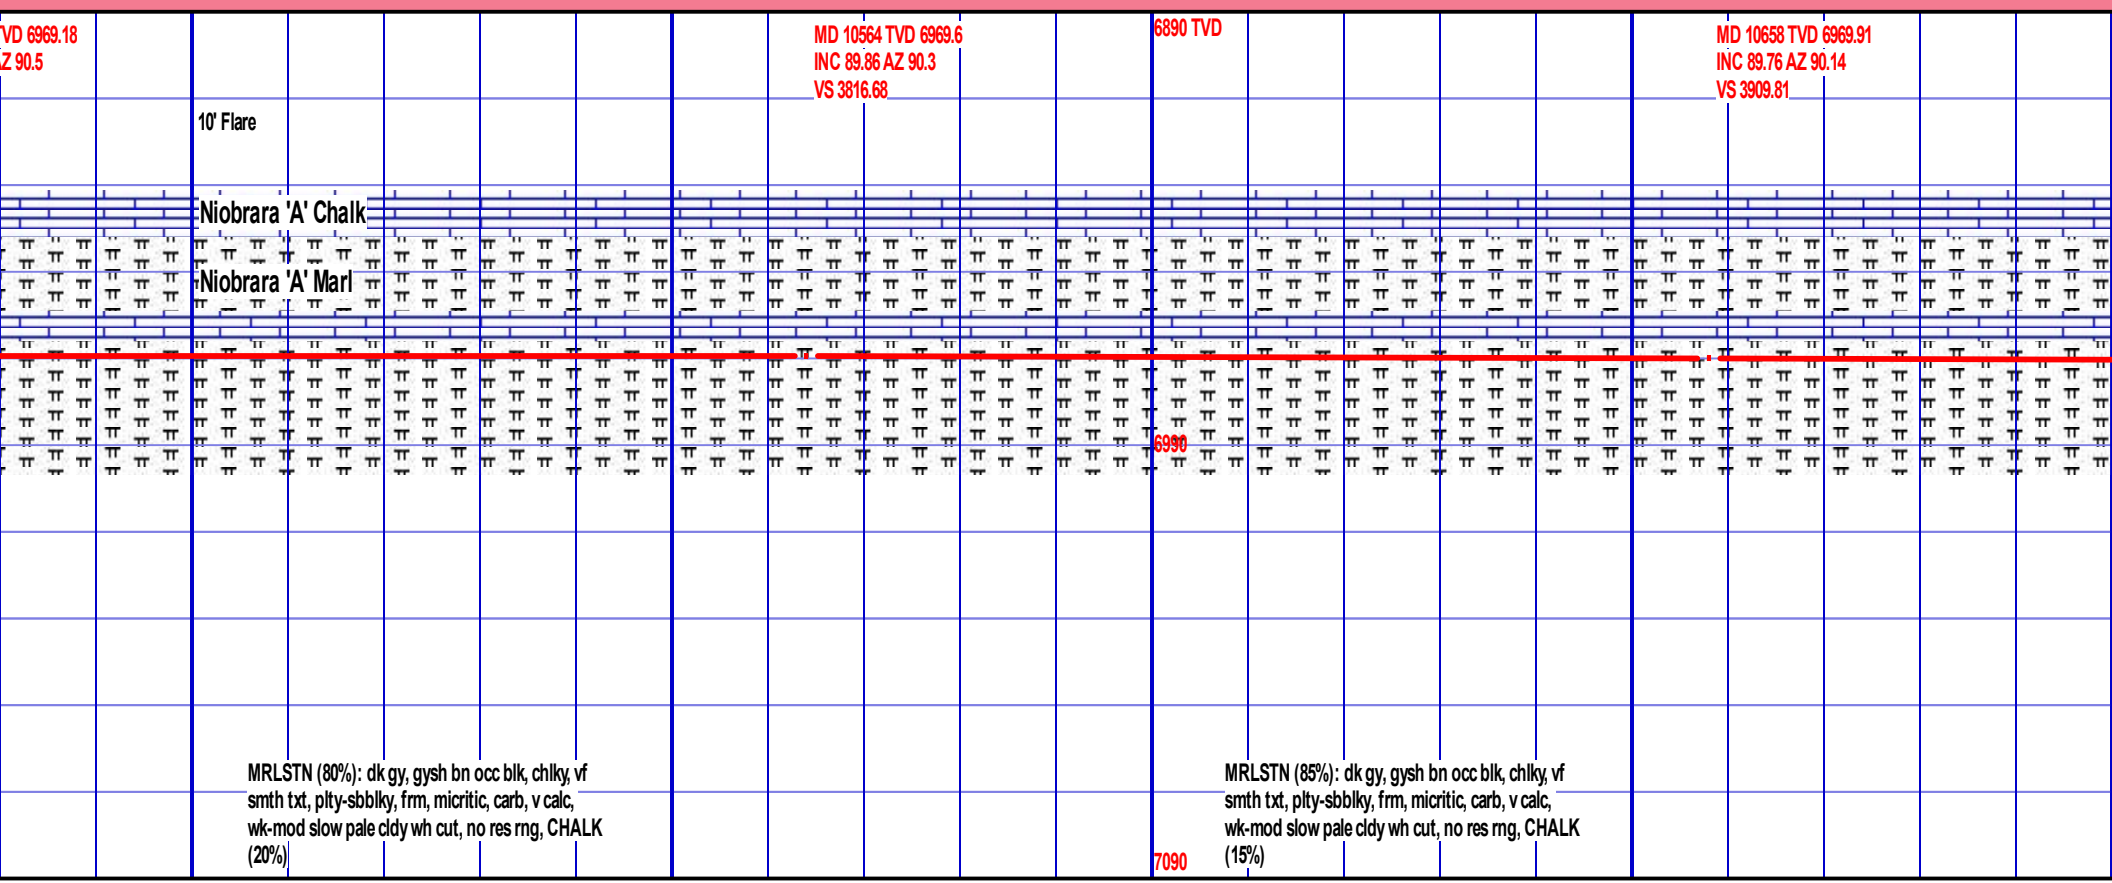 TVD 6969.18
AZ 90.5
MD 10564 TVD 6969.6
INC 89.86 AZ 90.3
VS 3816.68
6890 TVD
MD 10658 TVD 6969.91
INC 89.76 AZ 90.14
VS 3909.81
10' Flare
Niobrara 'A' Chalk
Niobrara 'A' Marl
6990
MRLSTN (80%): dk gy, gysh bn occ blk, chlky, vf
smth txt, plty-sbblky, frm, micritic, carb, v calc,
wk-mod slow pale cldy wh cut, no res rng, CHALK
(20%)
MRLSTN (85%): dk gy, gysh bn occ blk, chlky, vf
smth txt, plty-sbblky, frm, micritic, carb, v calc,
wk-mod slow pale cldy wh cut, no res rng, CHALK
(15%)
7090